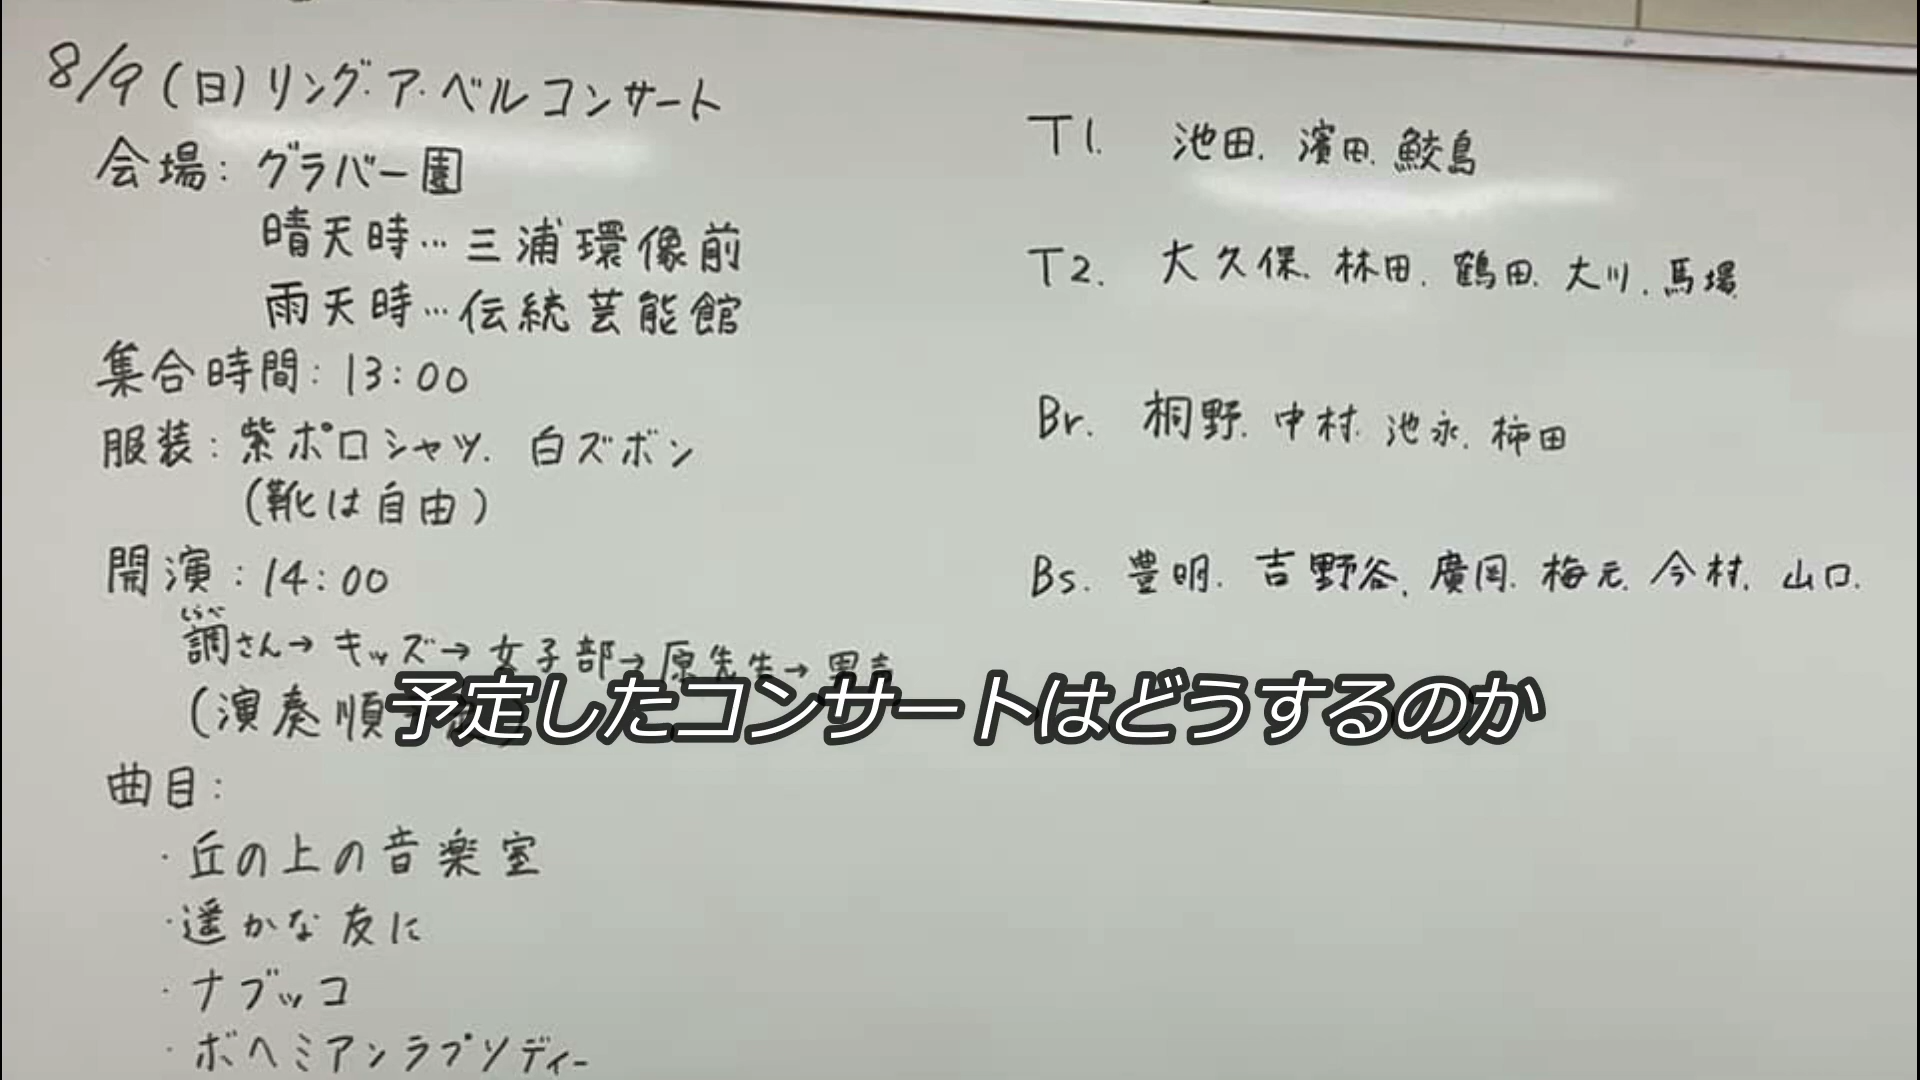 8/9(日)リング・ア・ベルコンサート
会場:グラバー園
晴天時…三浦環像前
雨天時…伝統芸能館
集合時間:13:00
服装:紫ポロシャツ、白ズボン
(靴は自由)
開演:14:00
しらべ
調さん→キッズ→女子部→原先生→男声
(演奏順
曲目:
・丘の上の音楽室
・遥かな友に
・ナブッコ
・ボヘミアンラプソディー
T1. 池田. 濱田. 鮫島
T2. 大久保. 林田. 鶴田. 大川. 馬場.
Br. 桐野. 中村. 池永. 柿田
Bs. 豊明. 吉野谷. 廣岡. 梅元. 今村. 山口.
予定したコンサートはどうするのか